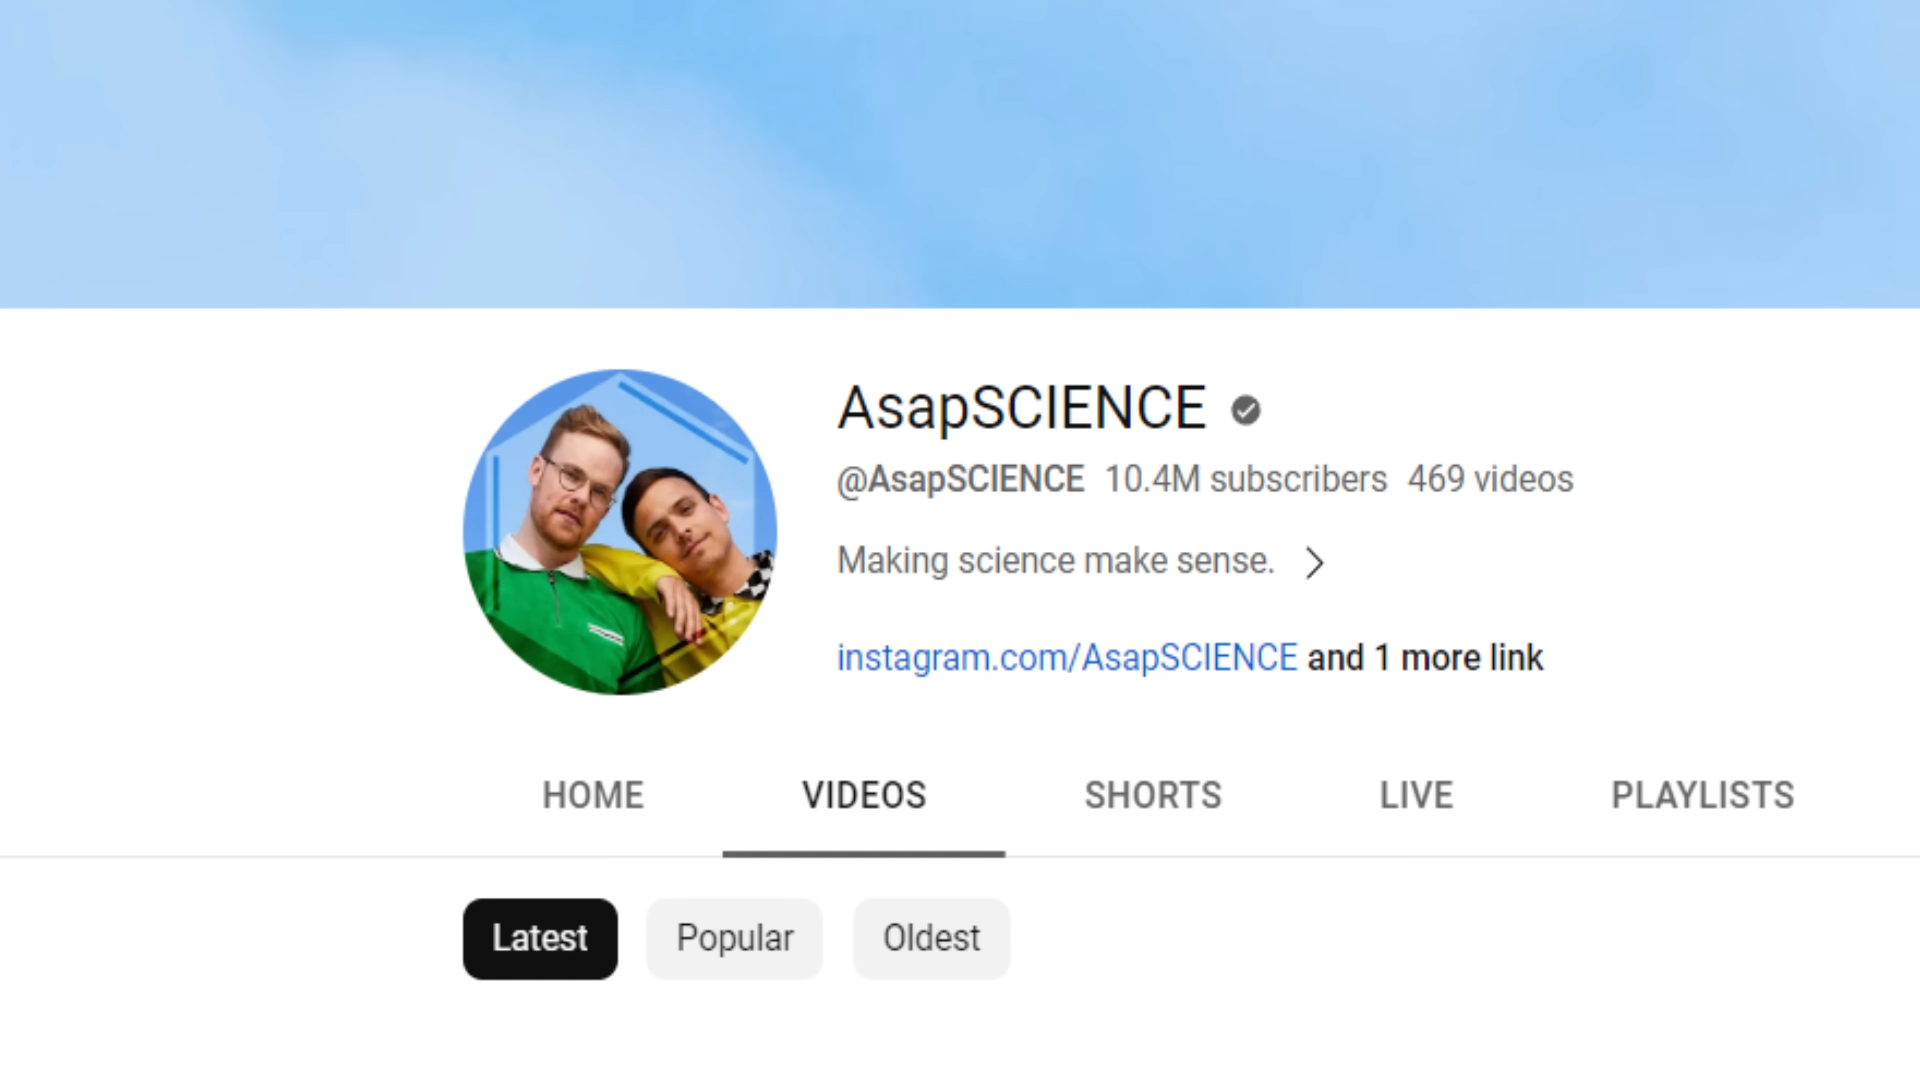 AsapSCIENCE
@AsapSCIENCE 10.4M subscribers 469 videos
Making science make sense.
instagram.com/AsapSCIENCE and 1 more link
HOME VIDEOS SHORTS LIVE PLAYLISTS
Latest Popular Oldest